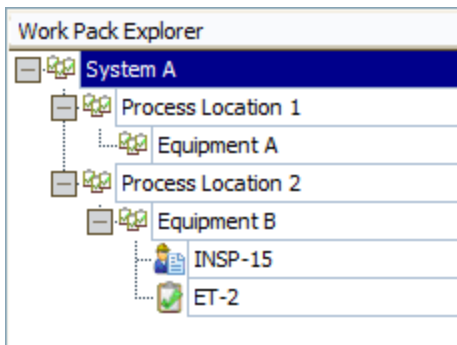 Work Pack Explorer
System A
Process Location 1
Equipment A
Process Location 2
Equipment B
INSP-15
ET-2